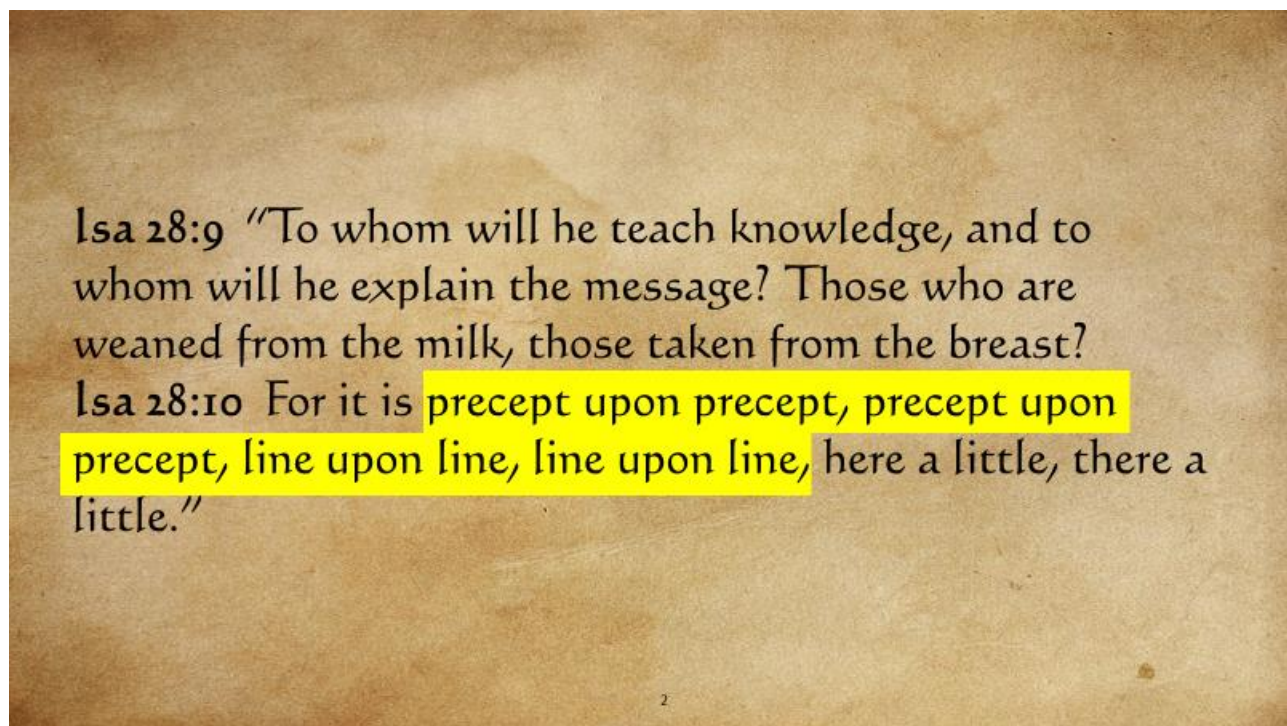 Isa 28:9 “To whom will he teach knowledge, and to
whom will he explain the message? Those who are
weaned from the milk, those taken from the breast?
Isa 28:10 For it is precept upon precept, precept upon
precept, line upon line, line upon line, here a little, there a
little.”
2